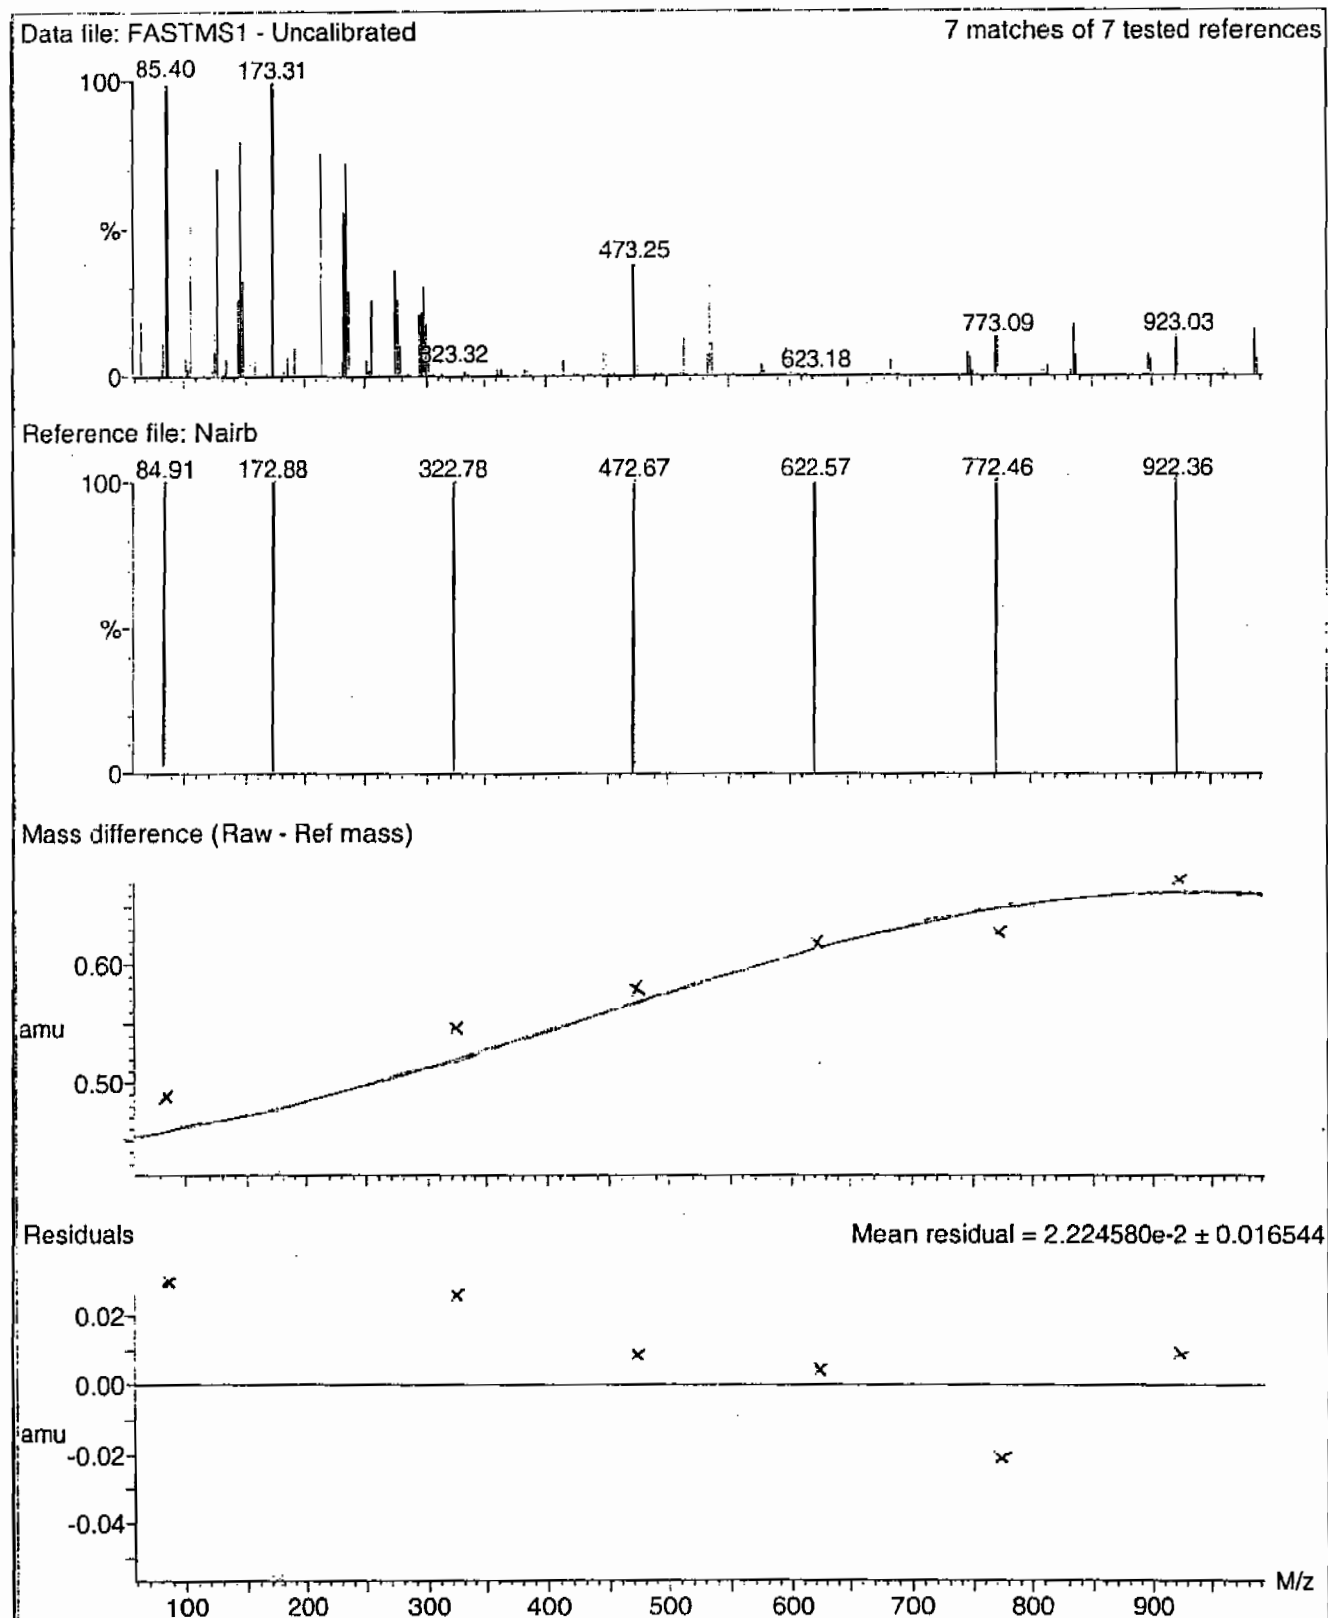 Data file: FASTMS1 - Uncalibrated 7 matches of 7 tested references
85.40 173.31
100
%
473.25
323.32 623.18 773.09 923.03
0
Reference file: Nairb
84.91 172.88 322.78 472.67 622.57 772.46 922.36
100
%
0
Mass difference (Raw - Ref mass)
0.60
amu
0.50
Residuals Mean residual = 2.224580e-2 ± 0.016544
0.02
0.00
amu
-0.02
-0.04
M/z
100 200 300 400 500 600 700 800 900